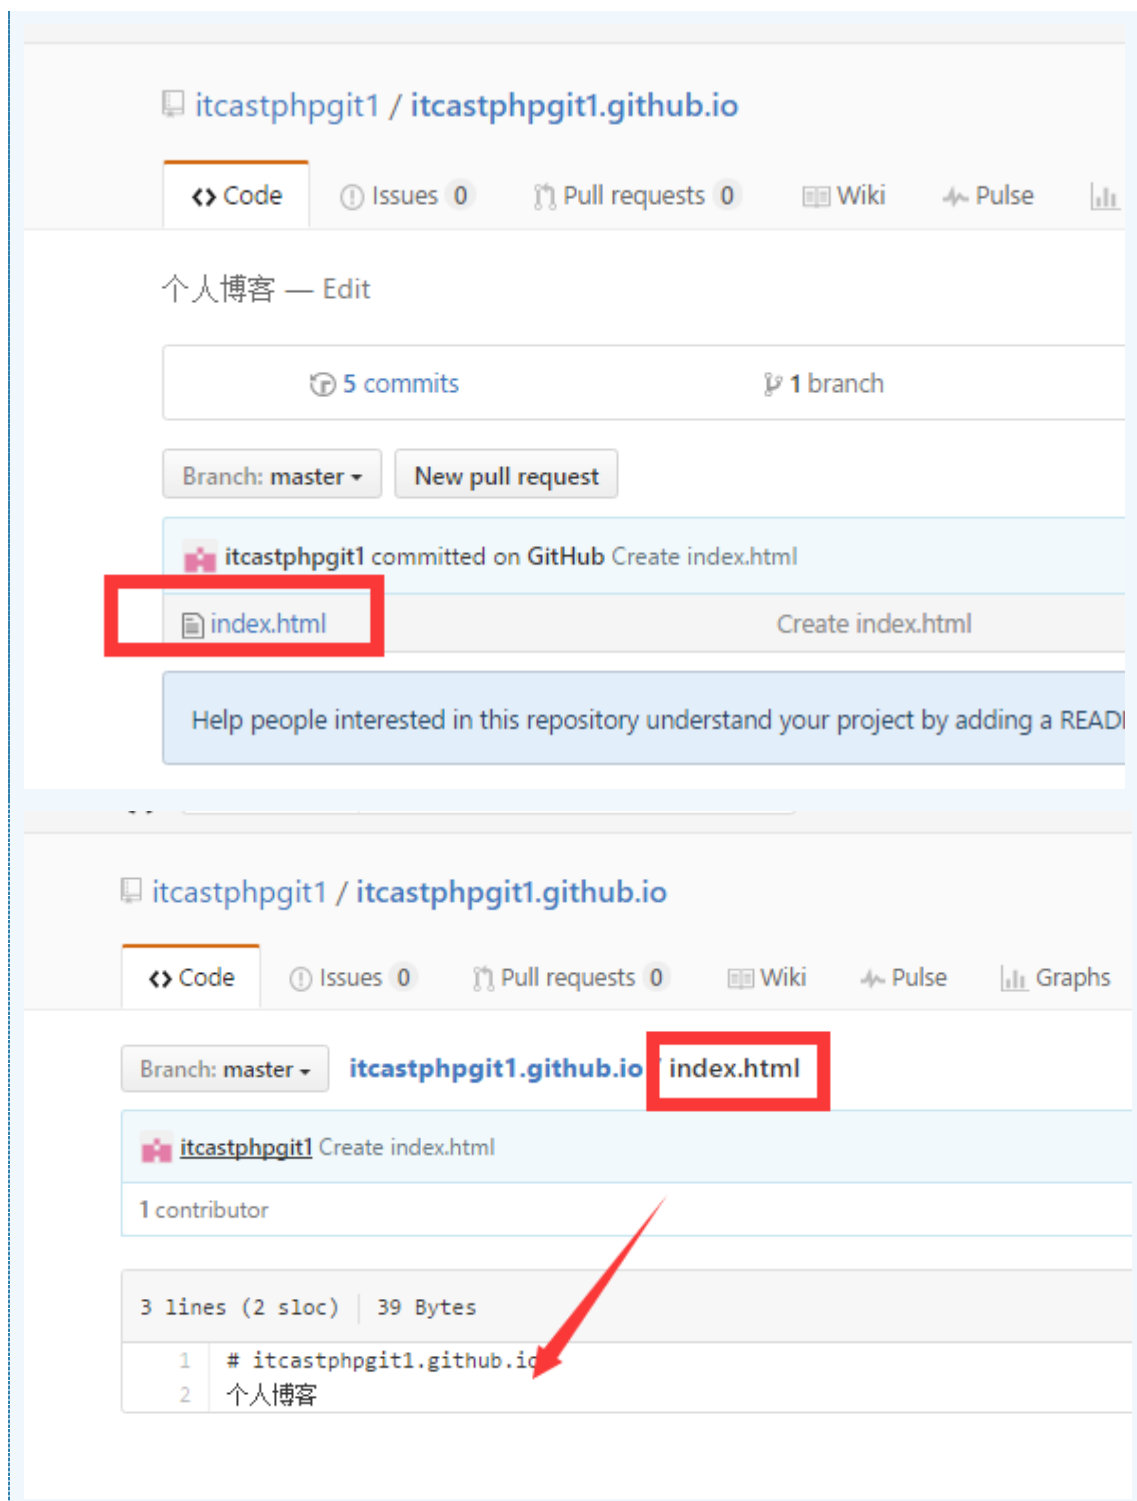 itcastphpgit1 / itcastphpgit1.github.io
Code Issues 0 Pull requests 0 Wiki Pulse
个人博客 — Edit
5 commits 1 branch
Branch: master New pull request
itcastphpgit1 committed on GitHub Create index.html
index.html Create index.html
Help people interested in this repository understand your project by adding a
itcastphpgit1 / itcastphpgit1.github.io
Code Issues 0 Pull requests 0 Wiki Pulse Graphs
Branch: master itcastphpgit1.github.io / index.html
itcastphpgit1 Create index.html
1 contributor
3 lines (2 sloc) 39 Bytes
1 # itcastphpgit1.github.io
2 个人博客